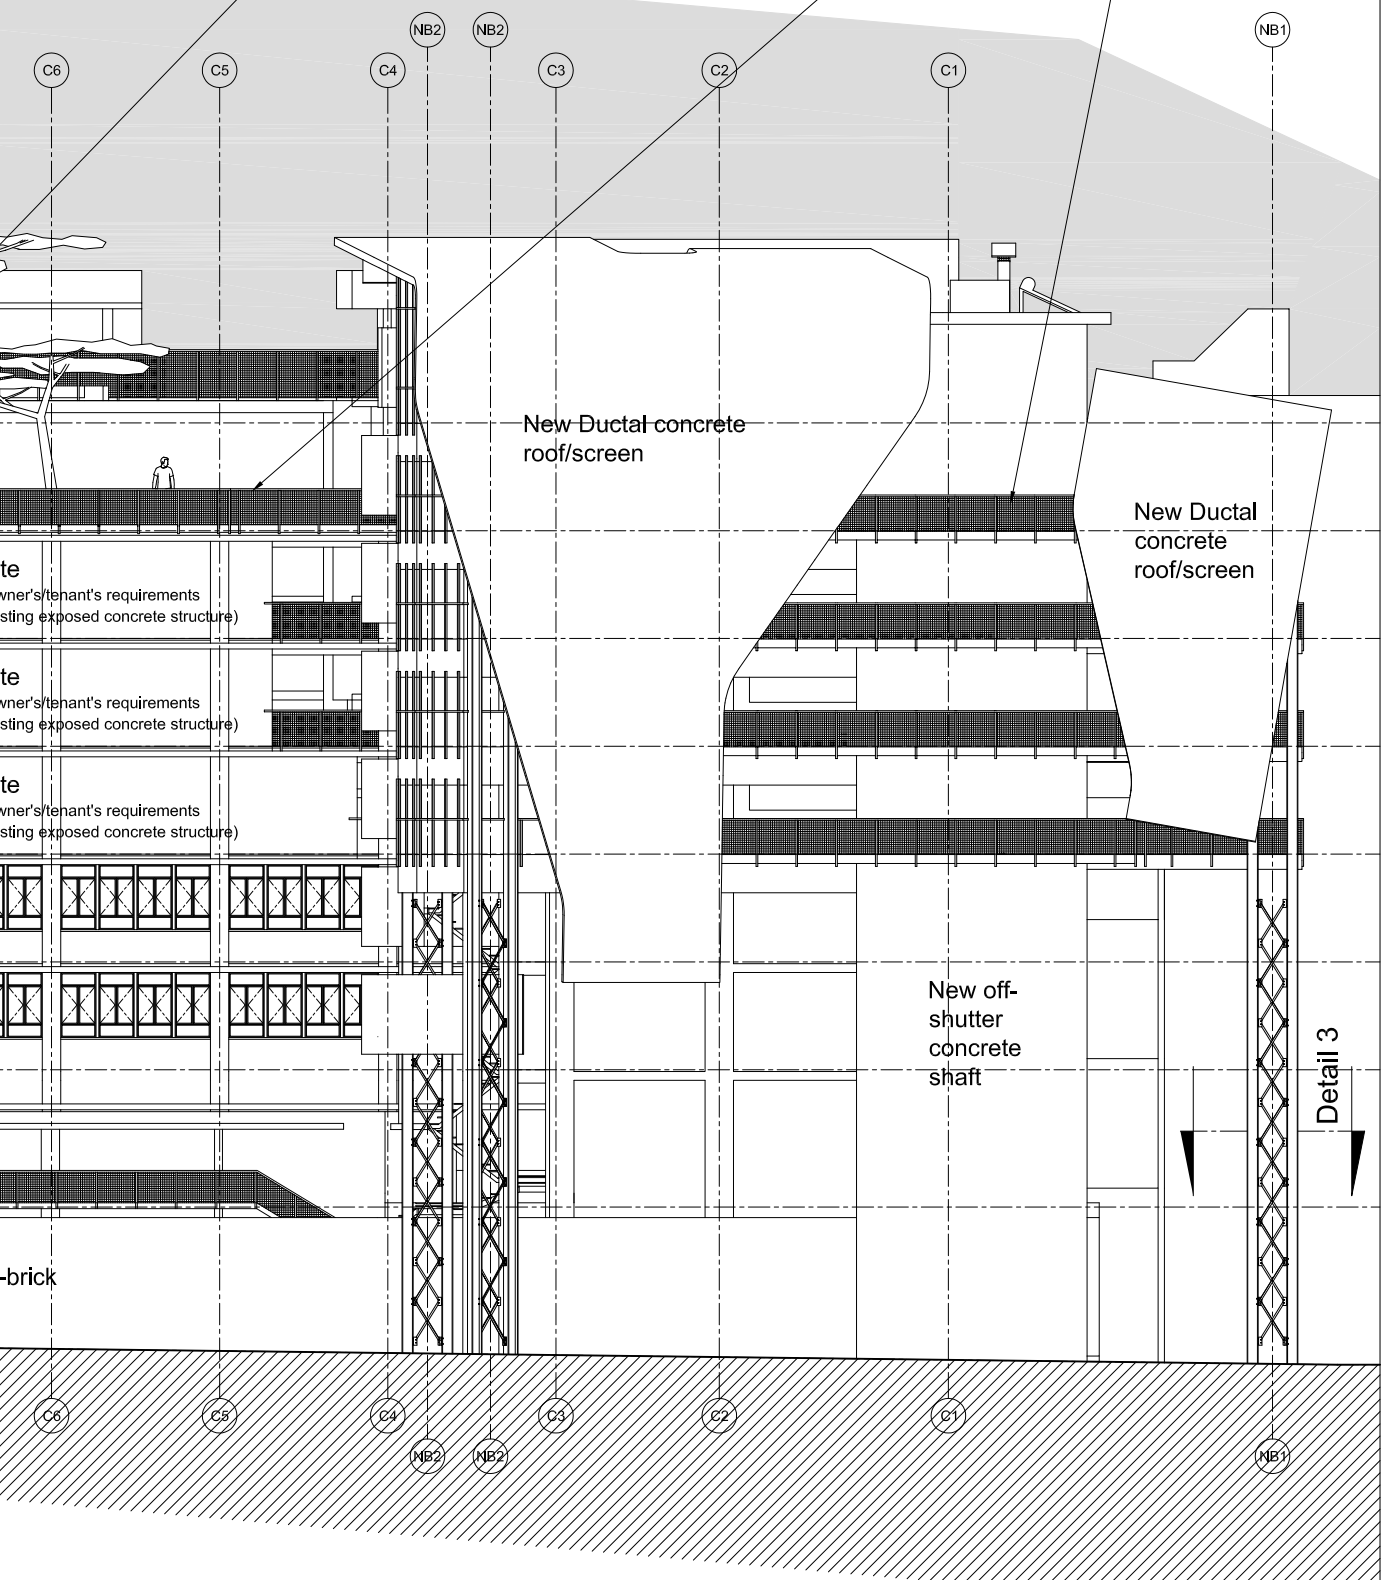 NB2
NB2
NB1
C6
C5
C4
C3
C2
C1
New Ductal concrete
roof/screen
New Ductal
concrete
roof/screen
te
wner's/tenant's requirements
sting exposed concrete structure)
te
wner's/tenant's requirements
sting exposed concrete structure)
te
wner's/tenant's requirements
sting exposed concrete structure)
New off-
shutter
concrete
shaft
Detail 3
-brick
C6
C5
C4
C3
C2
C1
NB2
NB2
NB1